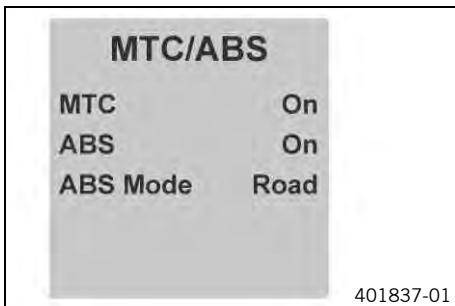 MTC/ABS
MTC On
ABS On
ABS Mode Road
401837-01